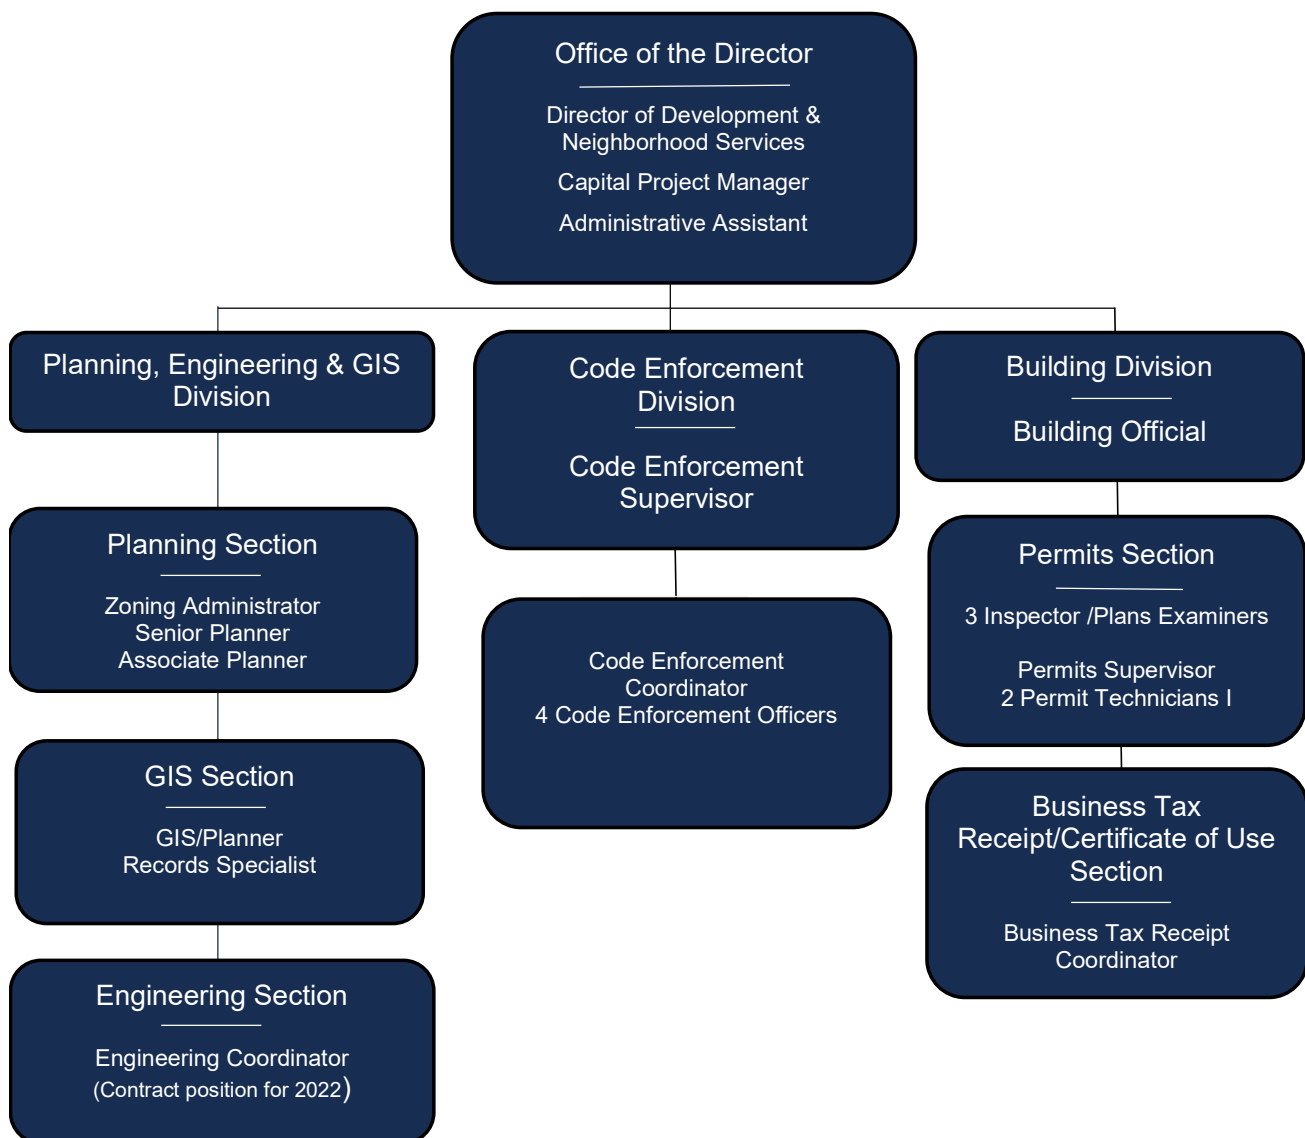 Office of the Director
Director of Development &
Neighborhood Services
Capital Project Manager
Administrative Assistant
Planning, Engineering & GIS
Division
Planning Section
Zoning Administrator
Senior Planner
Associate Planner
GIS Section
GIS/Planner
Records Specialist
Engineering Section
Engineering Coordinator
(Contract position for 2022)
Code Enforcement
Division
Code Enforcement
Supervisor
Code Enforcement
Coordinator
4 Code Enforcement Officers
Building Division
Building Official
Permits Section
3 Inspector /Plans Examiners
Permits Supervisor
2 Permit Technicians I
Business Tax
Receipt/Certificate of Use
Section
Business Tax Receipt
Coordinator